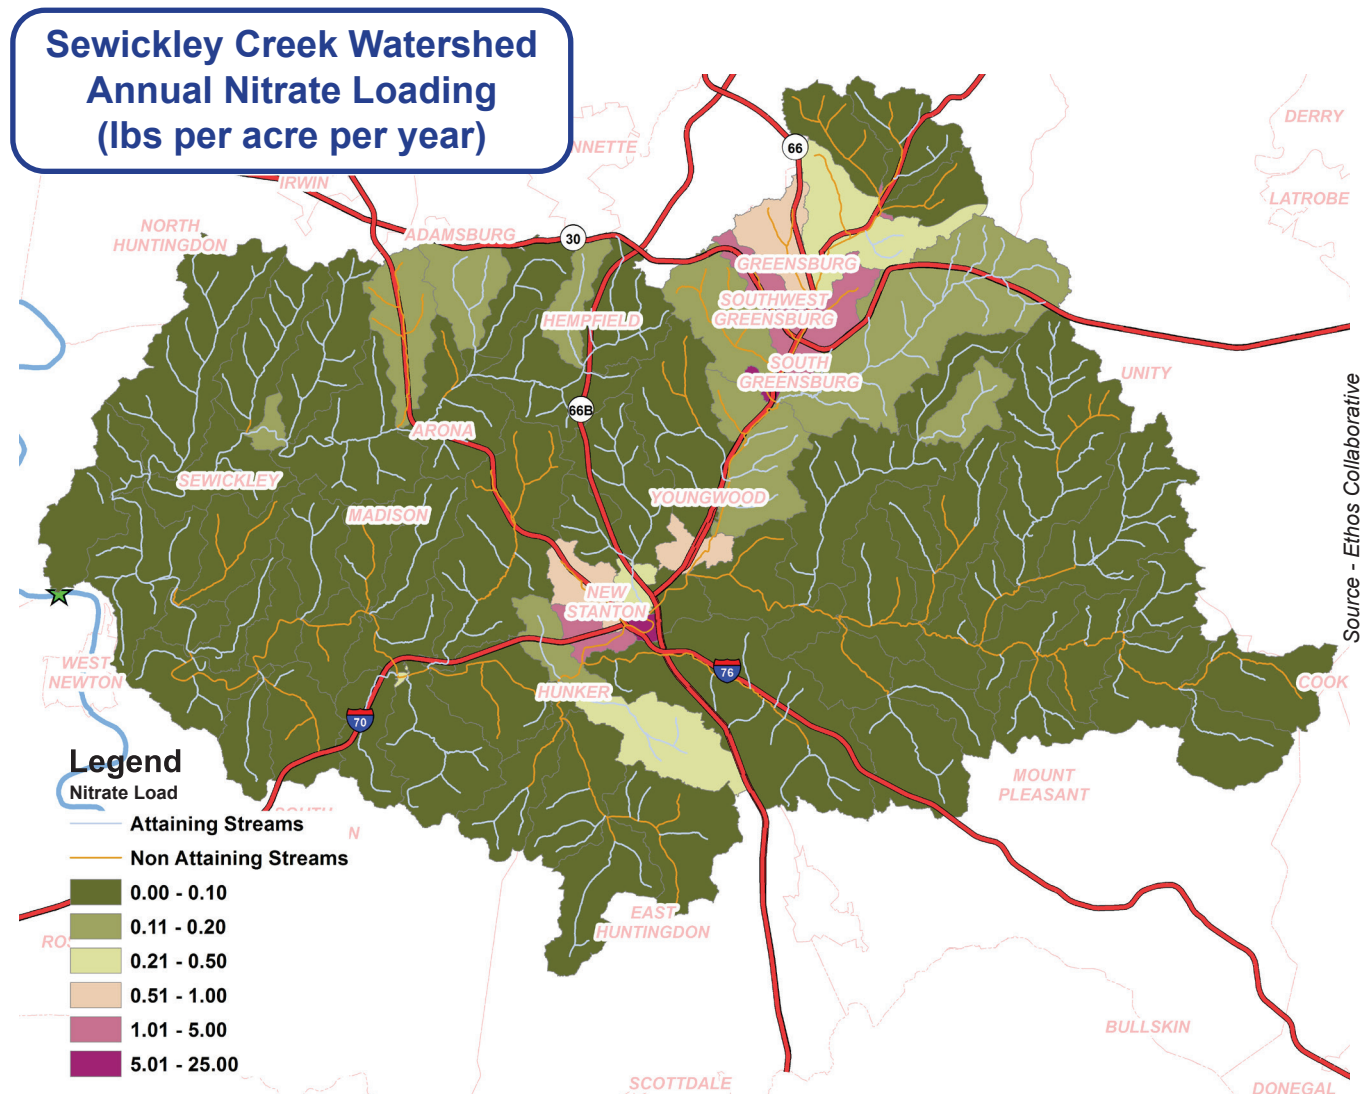 Sewickley Creek Watershed
Annual Nitrate Loading
(lbs per acre per year)
NNETTE
66
DERRY
LATROBE
IRWIN
NORTH
HUNTINGDON
ADAMSBURG
30
GREENSBURG
SOUTHWEST
GREENSBURG
HEMPFIELD
SOUTH
GREENSBURG
UNITY
66B
ARONA
SEWICKLEY
MADISON
YOUNGWOOD
NEW
STANTON
WEST
NEWTON
76
HUNKER
COOK
70
MOUNT
PLEASANT
EAST
HUNTINGDON
BULLSKIN
SCOTTDALE
DONEGAL
Source - Ethos Collaborative
Legend
Nitrate Load
SOUTH
N
Attaining Streams
Non Attaining Streams
0.00 - 0.10
0.11 - 0.20
0.21 - 0.50
0.51 - 1.00
1.01 - 5.00
5.01 - 25.00